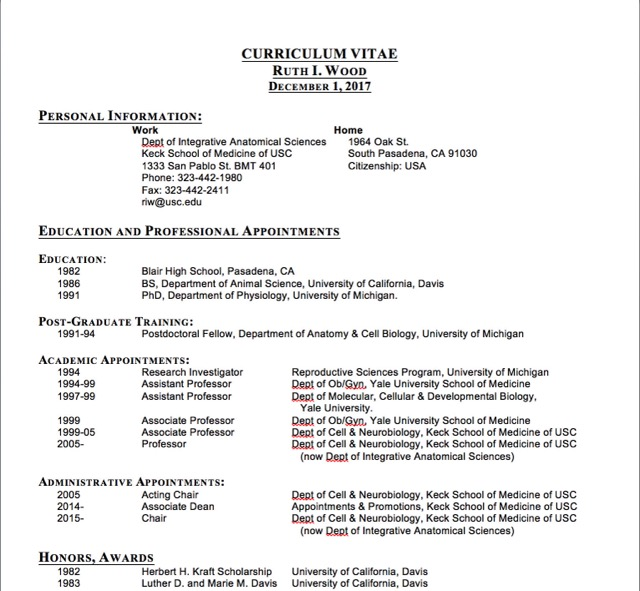 CURRICULUM VITAE
RUTH I. WOOD
DECEMBER 1, 2017
PERSONAL INFORMATION:
Work Home
Dept of Integrative Anatomical Sciences 1964 Oak St.
Keck School of Medicine of USC South Pasadena, CA 91030
1333 San Pablo St. BMT 401 Citizenship: USA
Phone: 323-442-1980
Fax: 323-442-2411
riw@usc.edu
EDUCATION AND PROFESSIONAL APPOINTMENTS
EDUCATION:
1982 Blair High School, Pasadena, CA
1986 BS, Department of Animal Science, University of California, Davis
1991 PhD, Department of Physiology, University of Michigan.
POST-GRADUATE TRAINING:
1991-94 Postdoctoral Fellow, Department of Anatomy & Cell Biology, University of Michigan
ACADEMIC APPOINTMENTS:
1994 Research Investigator Reproductive Sciences Program, University of Michigan
1994-99 Assistant Professor Dept of Ob/Gyn, Yale University School of Medicine
1997-99 Assistant Professor Dept of Molecular, Cellular & Developmental Biology,
Yale University.
1999 Associate Professor Dept of Ob/Gyn, Yale University School of Medicine
1999-05 Associate Professor Dept of Cell & Neurobiology, Keck School of Medicine of USC
2005- Professor Dept of Cell & Neurobiology, Keck School of Medicine of USC
(now Dept of Integrative Anatomical Sciences)
ADMINISTRATIVE APPOINTMENTS:
2005 Acting Chair Dept of Cell & Neurobiology, Keck School of Medicine of USC
2014- Associate Dean Appointments & Promotions, Keck School of Medicine of USC
2015- Chair Dept of Cell & Neurobiology, Keck School of Medicine of USC
(now Dept of Integrative Anatomical Sciences)
HONORS, AWARDS
1982 Herbert H. Kraft Scholarship University of California, Davis
1983 Luther D. and Marie M. Davis University of California, Davis